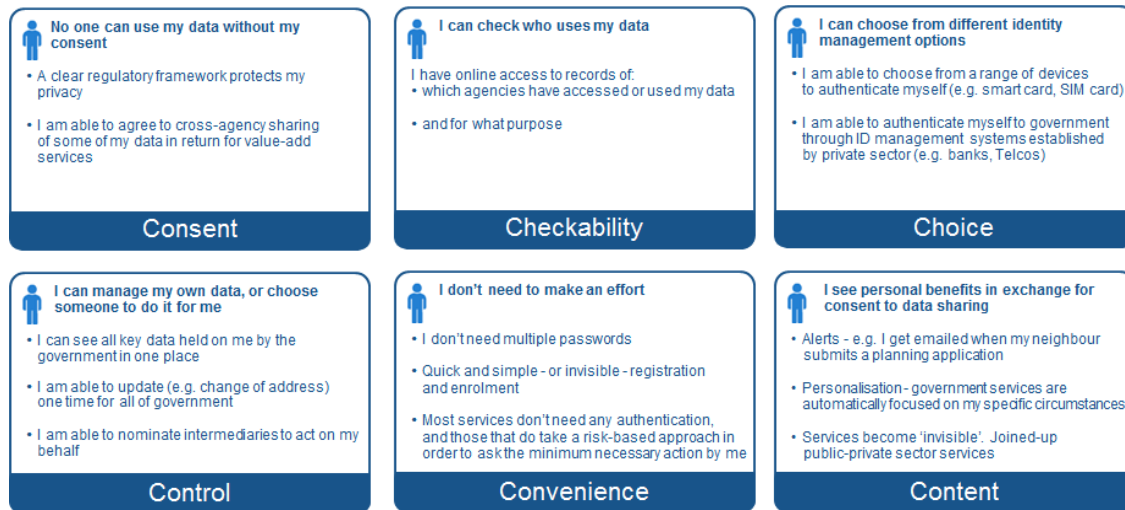 No one can use my data without my
consent
• A clear regulatory framework protects my
privacy
• I am able to agree to cross-agency sharing
of some of my data in return for value-add
services
Consent
I can check who uses my data
I have online access to records of:
• which agencies have accessed or used my data
• and for what purpose
Checkability
I can choose from different identity
management options
• I am able to choose from a range of devices
to authenticate myself (e.g. smart card, SIM card)
• I am able to authenticate myself to government
through ID management systems established
by private sector (e.g. banks, Telcos)
Choice
I can manage my own data, or choose
someone to do it for me
• I can see all key data held on me by the
government in one place
• I am able to update (e.g. change of address)
one time for all of government
• I am able to nominate intermediaries to act on my
behalf
Control
I don't need to make an effort
• I don't need multiple passwords
• Quick and simple - or invisible - registration
and enrolment
• Most services don't need any authentication,
and those that do take a risk-based approach in
order to ask the minimum necessary action by me
Convenience
I see personal benefits in exchange for
consent to data sharing
• Alerts - e.g. I get emailed when my neighbour
submits a planning application
• Personalisation - government services are
automatically focused on my specific circumstances
• Services become 'invisible'. Joined-up
public-private sector services
Content